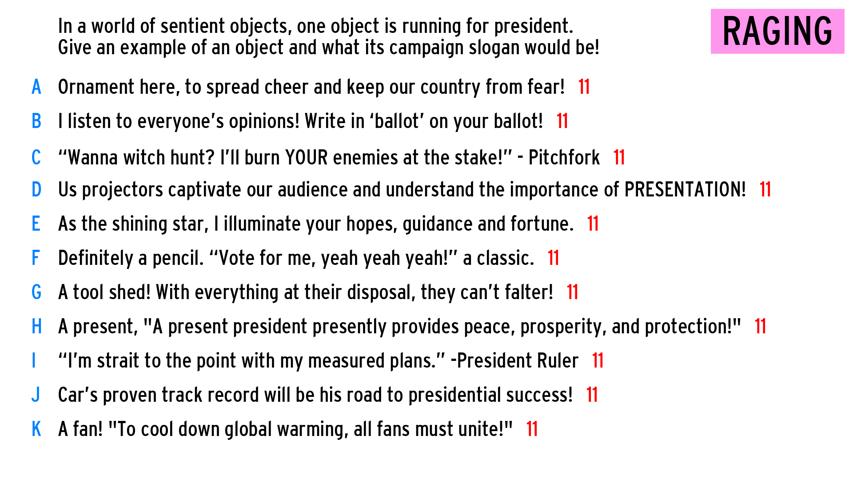 In a world of sentient objects, one object is running for president.
Give an example of an object and what its campaign slogan would be!
RAGING
A Ornament here, to spread cheer and keep our country from fear! 11
B I listen to everyone's opinions! Write in 'ballot' on your ballot! 11
C “Wanna witch hunt? I'll burn YOUR enemies at the stake!” - Pitchfork 11
D Us projectors captivate our audience and understand the importance of PRESENTATION! 11
E As the shining star, I illuminate your hopes, guidance and fortune. 11
F Definitely a pencil. “Vote for me, yeah yeah yeah!” a classic. 11
G A tool shed! With everything at their disposal, they can't falter! 11
H A present, "A present president presently provides peace, prosperity, and protection!" 11
I “I'm strait to the point with my measured plans.” -President Ruler 11
J Car's proven track record will be his road to presidential success! 11
K A fan! "To cool down global warming, all fans must unite!" 11